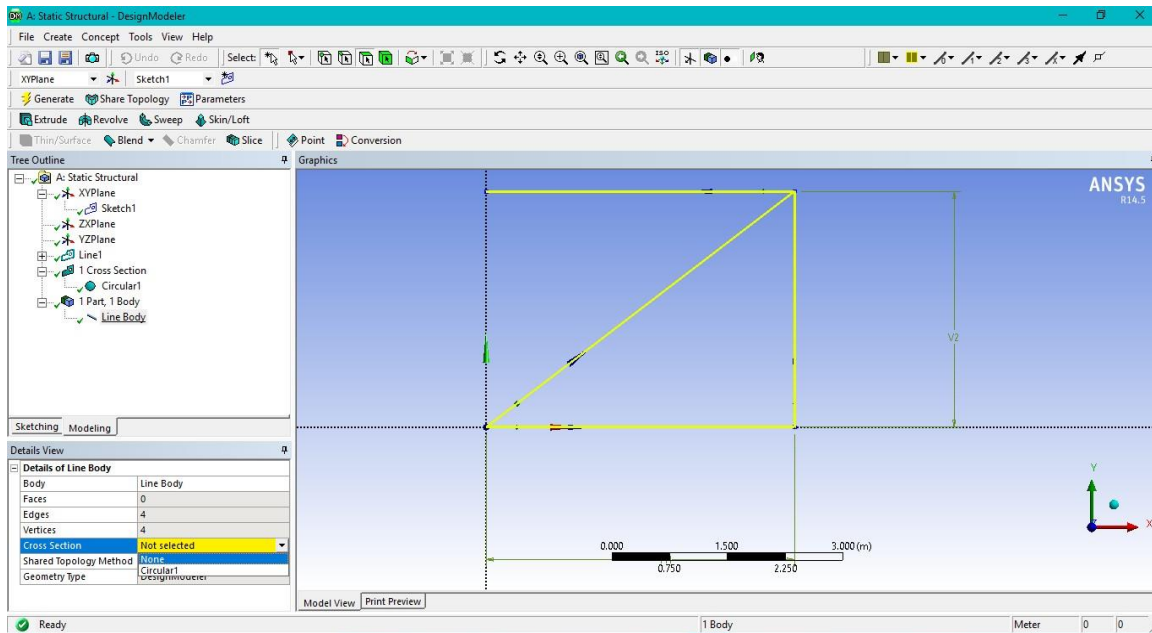 A: Static Structural - DesignModeler
File Create Concept Tools View Help
Undo Redo Select:
XYPlane Sketch1
Generate Share Topology Parameters
Extrude Revolve Sweep Skin/Loft
Thin/Surface Blend Chamfer Slice Point Conversion
Tree Outline
A: Static Structural
XYPlane
Sketch1
ZXPlane
YZPlane
Line1
1 Cross Section
Circular1
1 Part, 1 Body
Line Body
Sketching Modeling
Details View
Details of Line Body
Body Line Body
Faces 0
Edges 4
Vertices 4
Cross Section Not selected
Shared Topology Method None
Circular1
Geometry Type DesignModeler
Graphics
ANSYS
R14.5
V2
Y
X
0.000 1.500 3.000 (m)
0.750 2.250
Model View Print Preview
Ready 1 Body Meter 0 0